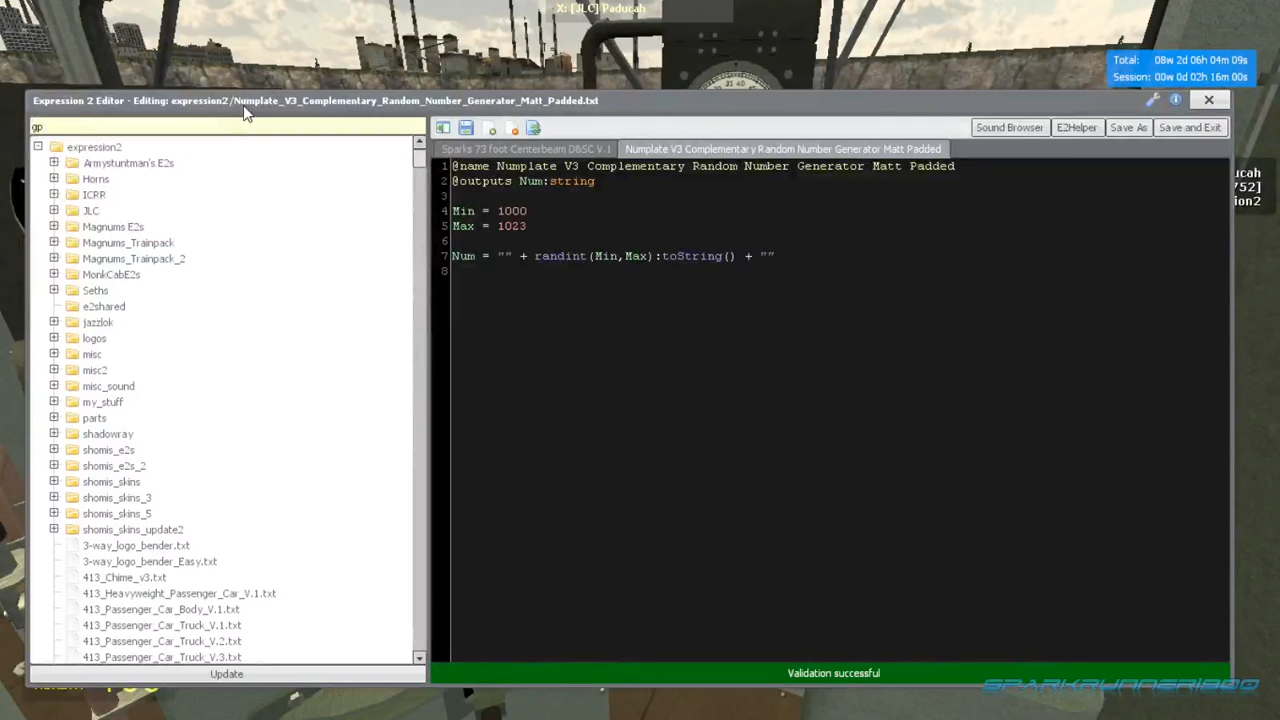 X: [JLC] Paducah
Total: 08w 2d 06h 04m 09s
Session: 00w 0d 02h 16m 00s
Expression 2 Editor - Editing: expression2/Numplate_V3_Complementary_Random_Number_Generator_Matt_Padded.txt
gp
Sound Browser
E2Helper
Save As
Save and Exit
expression2
Armystuntman's E2s
Horns
ICRR
JLC
Magnums E2s
Magnums_Trainpack
Magnums_Trainpack_2
MonkCabE2s
Seths
e2shared
jazzlok
logos
misc
misc2
misc_sound
my_stuff
parts
shadowray
shomis_e2s
shomis_e2s_2
shomis_skins
shomis_skins_3
shomis_skins_5
shomis_skins_update2
3-way_logo_bender.txt
3-way_logo_bender_Easy.txt
413_Chime_v3.txt
413_Heavyweight_Passenger_Car_V.1.txt
413_Passenger_Car_Body_V.1.txt
413_Passenger_Car_Truck_V.1.txt
413_Passenger_Car_Truck_V.2.txt
413_Passenger_Car_Truck_V.3.txt
Update
Sparks 73 foot Centerbeam D&SC V.1
Numplate V3 Complementary Random Number Generator Matt Padded
1 @name Numplate V3 Complementary Random Number Generator Matt Padded
2 @outputs Num:string
3
4 Min = 1000
5 Max = 1023
6
7 Num = "" + randint(Min,Max):toString() + ""
8
Validation successful
ucah
752]
ion2
SPARKRUNNER1800